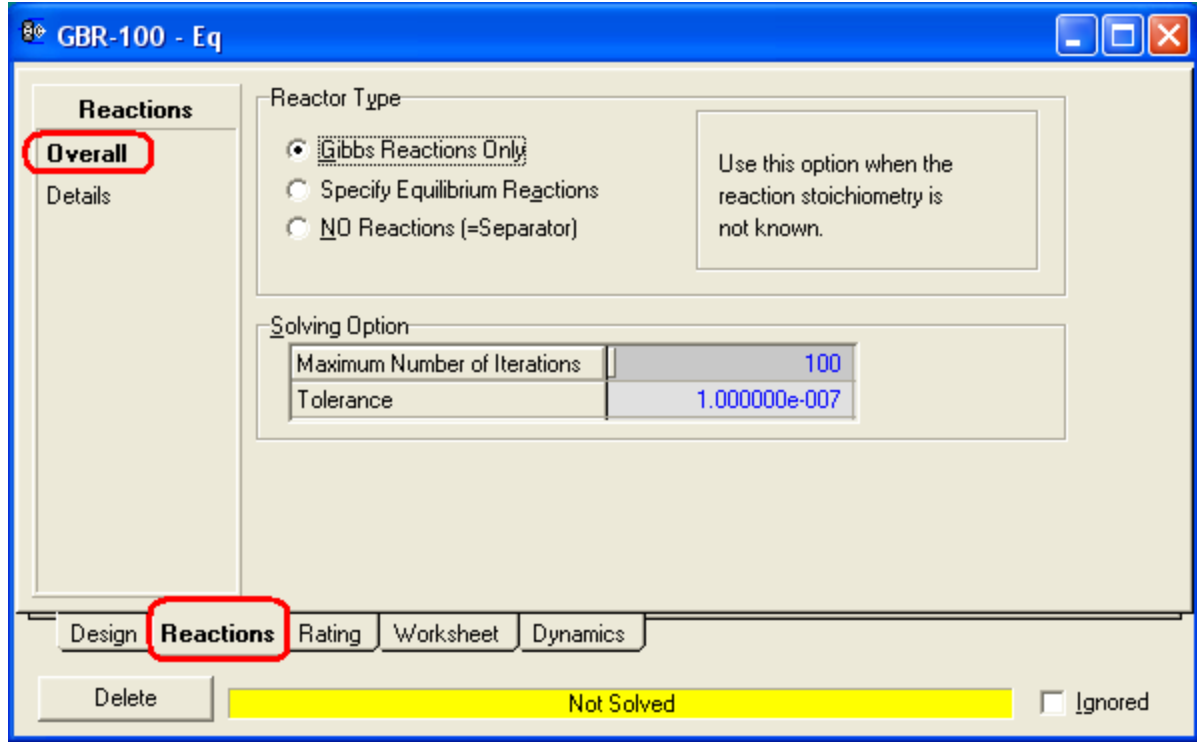 GBR-100 - Eq
Reactions
Overall
Details
Reactor Type
Gibbs Reactions Only
Specify Equilibrium Reactions
NO Reactions (=Separator)
Use this option when the
reaction stoichiometry is
not known.
Solving Option
Maximum Number of Iterations 100
Tolerance 1.000000e-007
Design Reactions Rating Worksheet Dynamics
Delete Not Solved Ignored